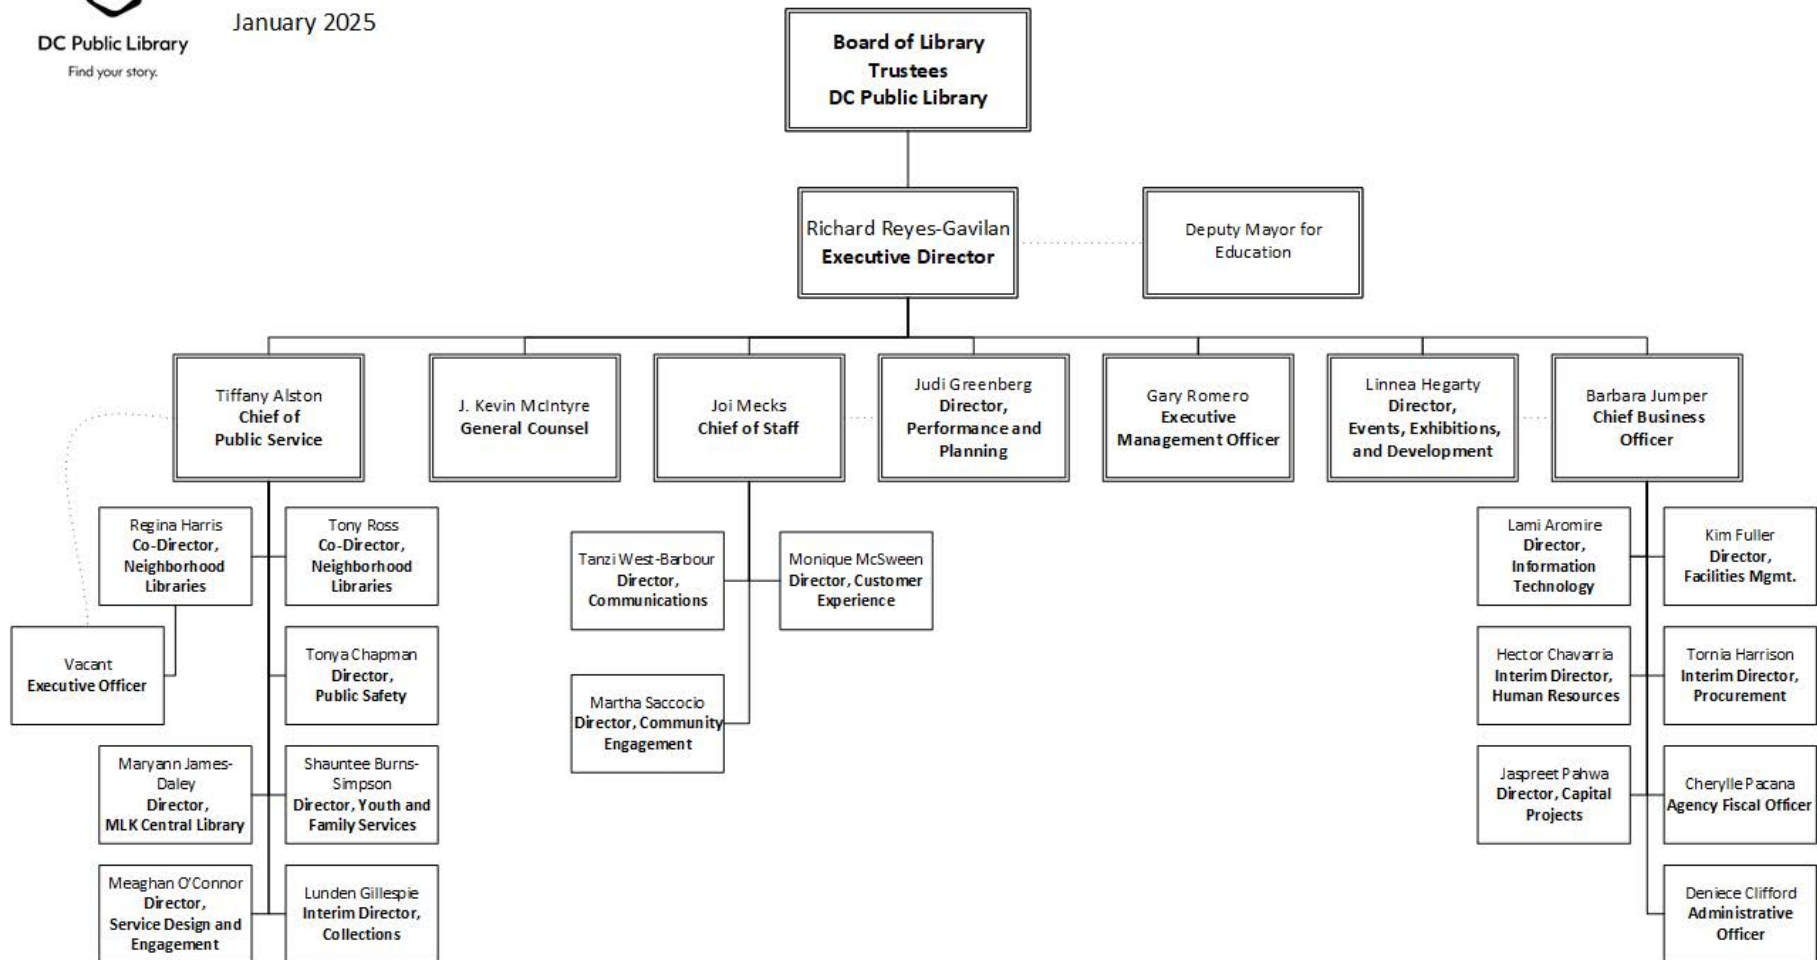 January 2025
DC Public Library
Find your story.
Board of Library
Trustees
DC Public Library
Richard Reyes-Gavilan
Executive Director
Deputy Mayor for
Education
Tiffany Alston
Chief of
Public Service
J. Kevin McIntyre
General Counsel
Joi Mecks
Chief of Staff
Judi Greenberg
Director,
Performance and
Planning
Gary Romero
Executive
Management Officer
Linnea Hegarty
Director,
Events, Exhibitions,
and Development
Barbara Jumper
Chief Business
Officer
Regina Harris
Co-Director,
Neighborhood
Libraries
Tony Ross
Co-Director,
Neighborhood
Libraries
Tanzi West-Barbour
Director,
Communications
Monique McSween
Director, Customer
Experience
Lami Aromire
Director,
Information
Technology
Kim Fuller
Director,
Facilities Mgmt.
Vacant
Executive Officer
Tonya Chapman
Director,
Public Safety
Martha Saccocio
Director, Community
Engagement
Hector Chavarria
Interim Director,
Human Resources
Tornia Harrison
Interim Director,
Procurement
Maryann James-
Daley
Director,
MLK Central Library
Shauntee Burns-
Simpson
Director, Youth and
Family Services
Jaspreet Pahwa
Director, Capital
Projects
Cherylle Pacana
Agency Fiscal Officer
Meaghan O'Connor
Director,
Service Design and
Engagement
Lunden Gillespie
Interim Director,
Collections
Deniece Clifford
Administrative
Officer